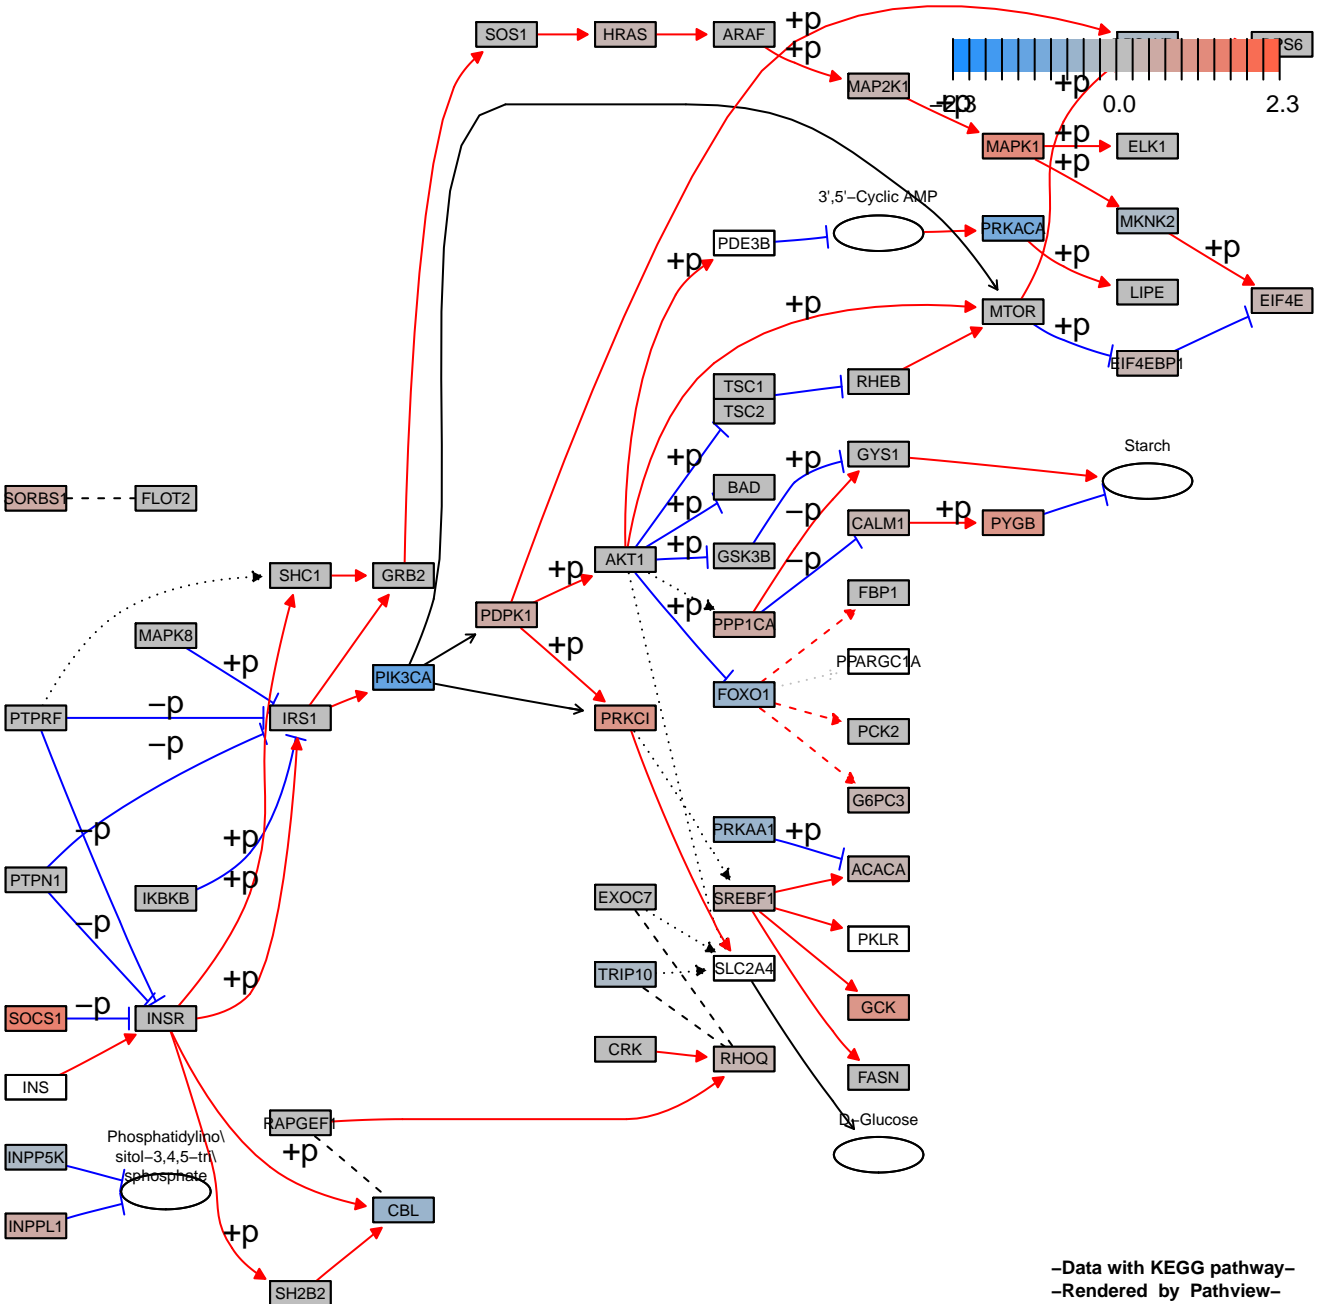 SOS1
HRAS
ARAF
+p
PS6
+p
MAP2K1
+p
−2.3
+p
0.0
2.3
MAPK1
+p
ELK1
+p
3',5'−Cyclic AMP
PRKACA
MKNK2
PDE3B
+p
+p
+p
LIPE
EIF4E
+p
MTOR
+p
EIF4EBP1
TSC1
TSC2
RHEB
Starch
+p
+p
GYS1
SORBS1
FLOT2
BAD
+p
−p
CALM1
+p
PYGB
+p
GSK3B
−p
AKT1
SHC1
GRB2
+p
FBP1
PDPK1
+p
PPP1CA
MAPK8
+p
+p
PPARGC1A
PIK3CA
FOXO1
−p
PTPRF
IRS1
PRKCI
PCK2
−p
G6PC3
−p
PRKAA1
+p
+p
ACACA
PTPN1
+p
IKBKB
EXOC7
SREBF1
−p
PKLR
+p
TRIP10
SLC2A4
SOCS1
−p
INSR
GCK
CRK
RHOQ
INS
FASN
RAPGEF1
D−Glucose
Phosphatidylino\
sitol−3,4,5−tri\
sphosphate
+p
INPP5K
CBL
INPPL1
+p
SH2B2
−Data with KEGG pathway−
−Rendered by Pathview−